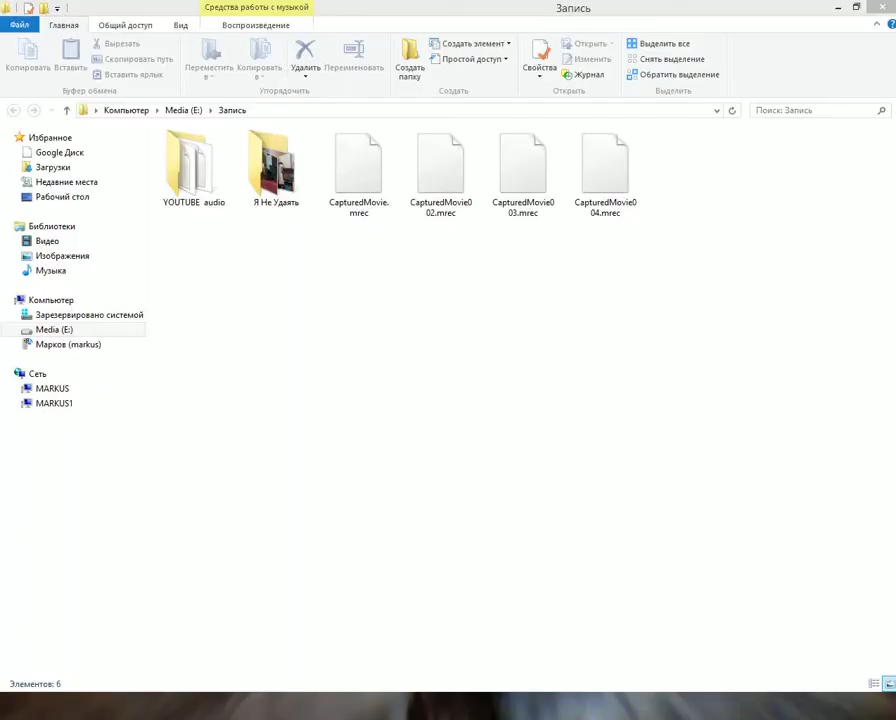 Средства работы с музыкой
Запись
Файл
Главная
Общий доступ
Вид
Воспроизведение
Копировать
Вставить
Вырезать
Скопировать путь
Вставить ярлык
Буфер обмена
Переместить в
Копировать в
Удалить
Переименовать
Упорядочить
Создать папку
Создать элемент
Простой доступ
Создать
Свойства
Открыть
Изменить
Журнал
Открыть
Выделить все
Снять выделение
Обратить выделение
Выделить
Компьютер
Media (E:)
Запись
Поиск: Запись
Избранное
Google Диск
Загрузки
Недавние места
Рабочий стол
Библиотеки
Видео
Изображения
Музыка
Компьютер
Зарезервировано системой
Media (E:)
Марков (markus)
Сеть
MARKUS
MARKUS1
YOUTUBE audio
Я Не Удаять
CapturedMovie.
mrec
CapturedMovie0
02.mrec
CapturedMovie0
03.mrec
CapturedMovie0
04.mrec
Элементов: 6